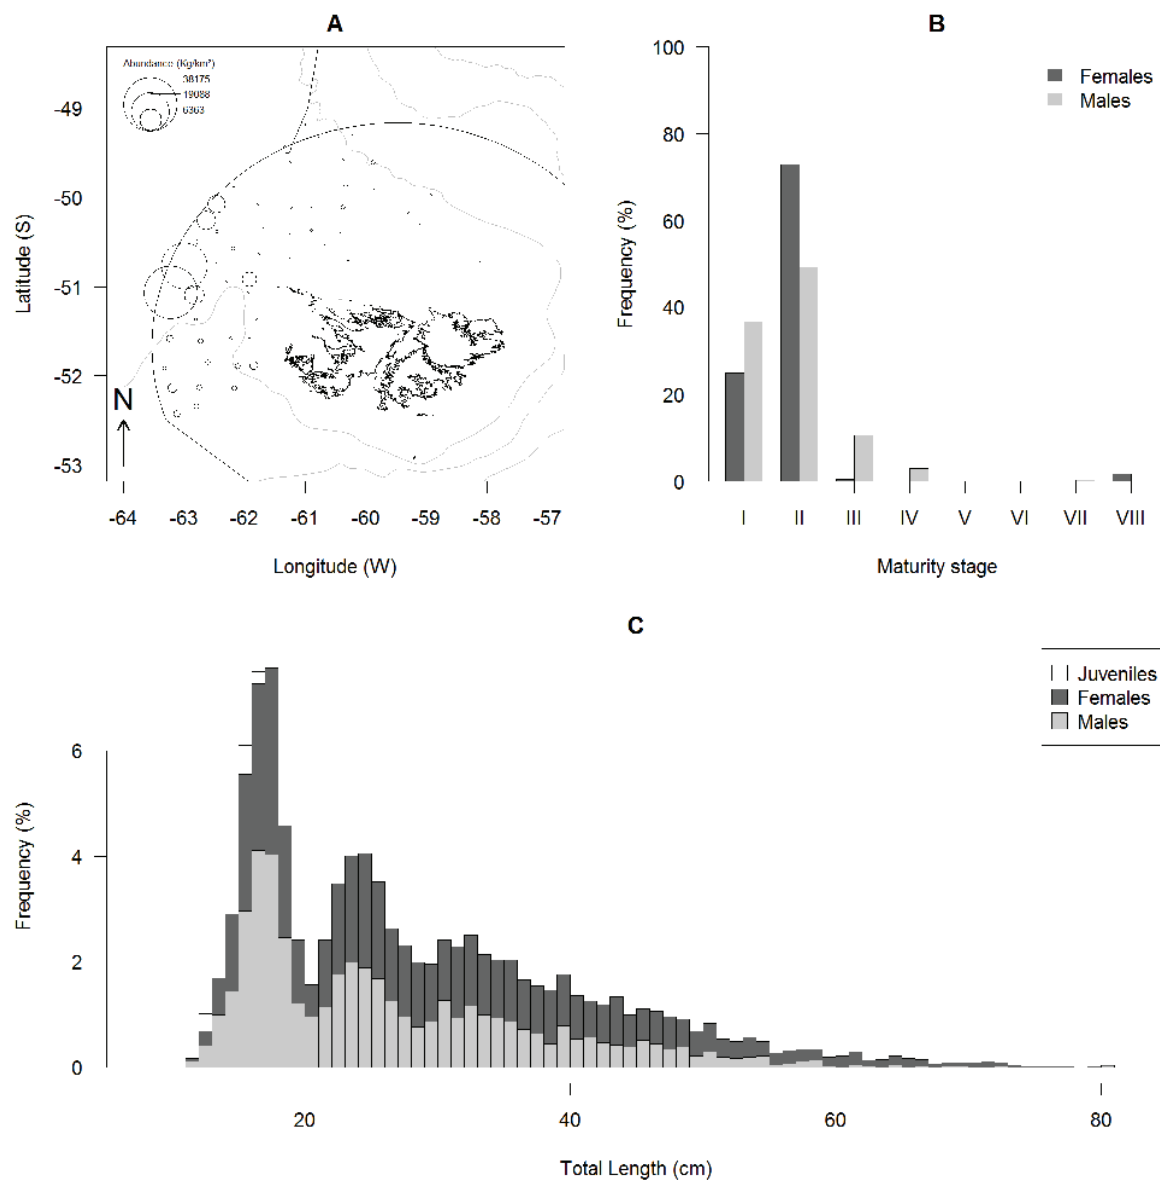 A
Abundance (Kg/km²)
38175
19088
6363
-49
-50
-51
-52
-53
Latitude (S)
N
-64 -63 -62 -61 -60 -59 -58 -57
Longitude (W)
B
100
80
60
40
20
0
Frequency (%)
Females
Males
I II III IV V VI VII VIII
Maturity stage
C
Juveniles
Females
Males
6
4
2
0
Frequency (%)
20 40 60 80
Total Length (cm)